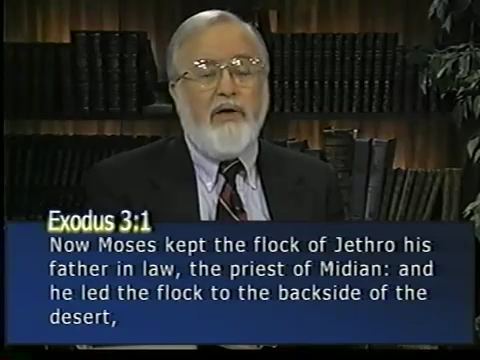 Exodus 3:1
Now Moses kept the flock of Jethro his
father in law, the priest of Midian: and
he led the flock to the backside of the
desert,